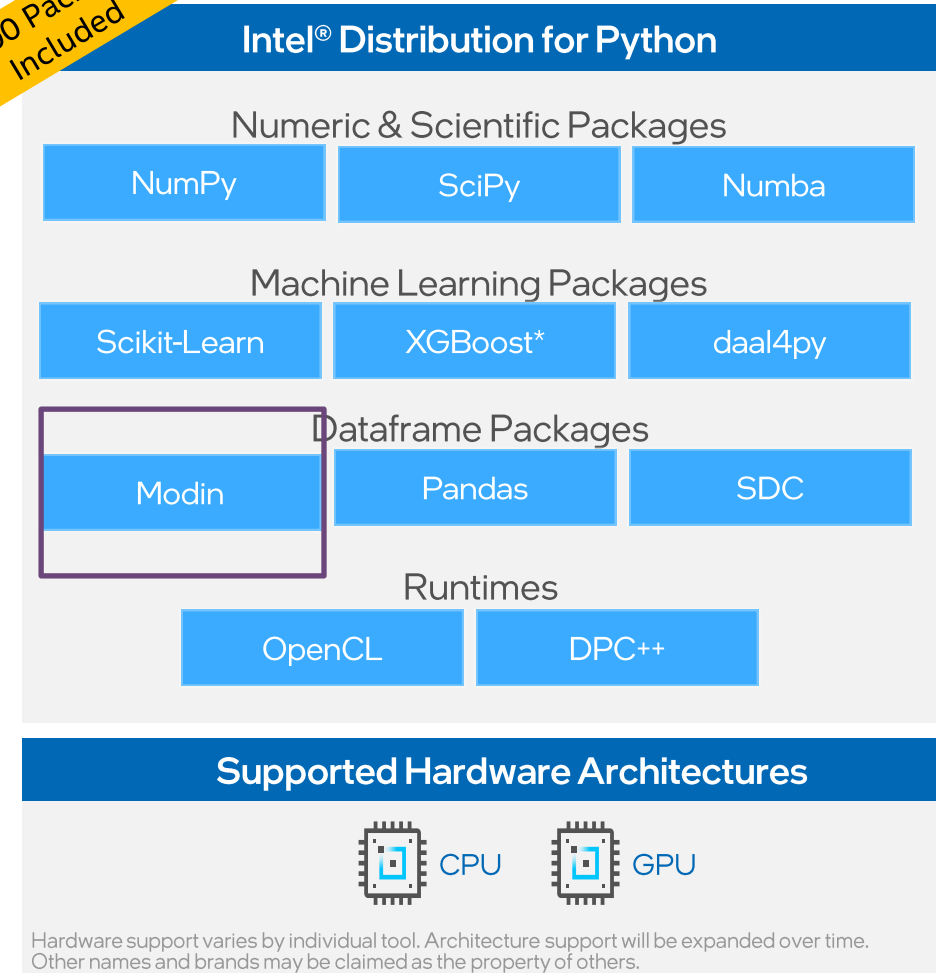 Included
Intel® Distribution for Python
Numeric & Scientific Packages
NumPy
SciPy
Numba
Machine Learning Packages
Scikit-Learn
XGBoost*
daal4py
Dataframe Packages
Modin
Pandas
SDC
Runtimes
OpenCL
DPC++
Supported Hardware Architectures
CPU
GPU
Hardware support varies by individual tool. Architecture support will be expanded over time.
Other names and brands may be claimed as the property of others.